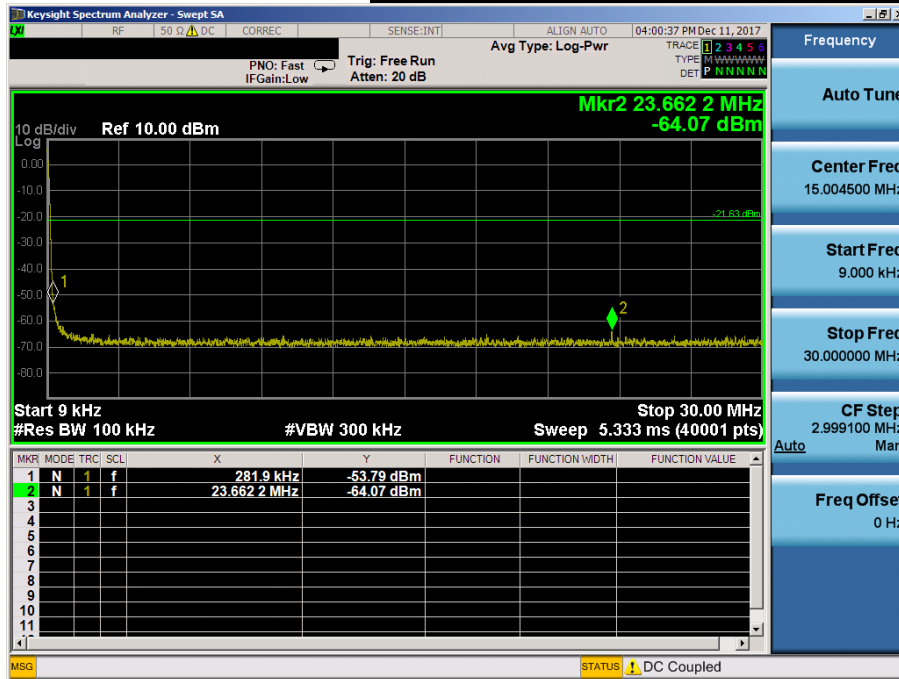 Keysight Spectrum Analyzer - Swept SA
LXI RF 50 Ω DC CORREC SENSE:INT ALIGN AUTO 04:00:37 PM Dec 11, 2017
Avg Type: Log-Pwr TRACE 1 2 3 4 5 6
PNO: Fast Trig: Free Run TYPE M WWWWW
IFGain:Low Atten: 20 dB DET P N N N N N
Frequency
Mkr2 23.662 2 MHz
10 dB/div Ref 10.00 dBm -64.07 dBm
Log
0.00
-10.0
-20.0 -21.63 dBm
-30.0
-40.0
1
-50.0
2
-60.0
-70.0
-80.0
Start 9 kHz Stop 30.00 MHz
#Res BW 100 kHz #VBW 300 kHz Sweep 5.333 ms (40001 pts)
MKR MODE TRC SCL X Y FUNCTION FUNCTION WIDTH FUNCTION VALUE
1 N 1 f 281.9 kHz -53.79 dBm
2 N 1 f 23.662 2 MHz -64.07 dBm
3
4
5
6
7
8
9
10
11
Auto Tune
Center Freq
15.004500 MHz
Start Freq
9.000 kHz
Stop Freq
30.000000 MHz
CF Step
2.999100 MHz
Auto Man
Freq Offset
0 Hz
MSG STATUS DC Coupled